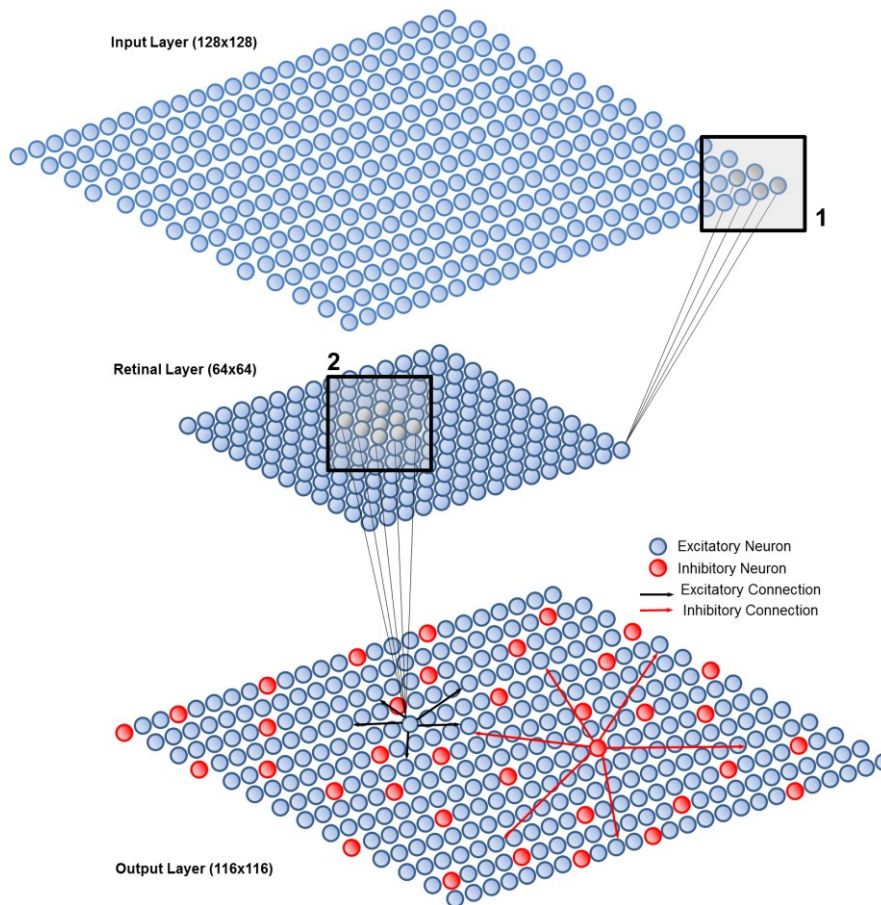 Input Layer (128x128)
1
Retinal Layer (64x64)
2
Excitatory Neuron
Inhibitory Neuron
Excitatory Connection
Inhibitory Connection
Output Layer (116x116)